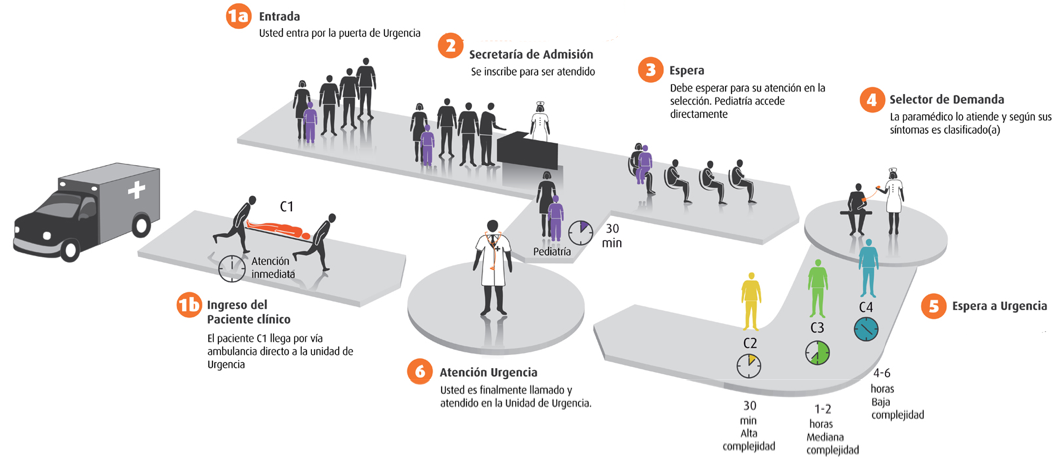 1a
Entrada
Usted entra por la puerta de Urgencia
2
Secretaría de Admisión
Se inscribe para ser atendido
3
Espera
Debe esperar para su atención en la
selección. Pediatría accede
directamente
4
Selector de Demanda
La paramédico lo atiende y según sus
síntomas es clasificado(a)
C1
Atención
inmediata
1b
Ingreso del
Paciente clínico
El paciente C1 llega por vía
ambulancia directo a la unidad de
Urgencia
Pediatría
30
min
5
Espera a Urgencia
C2
30
min
Alta
complejidad
C3
1-2
horas
Mediana
complejidad
C4
4-6
horas
Baja
complejidad
6
Atención Urgencia
Usted es finalmente llamado y
atendido en la Unidad de Urgencia.